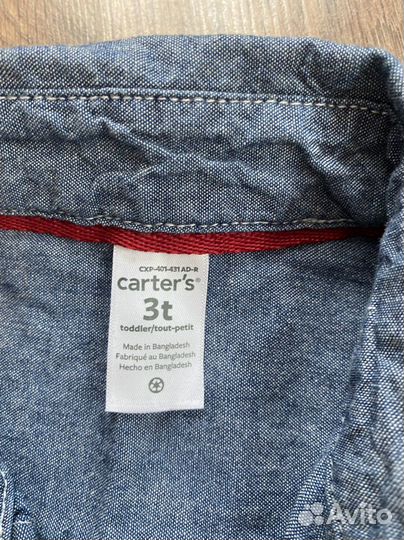 CXP-401-431 AD-R
carter's®
3t
toddler/tout-petit
Made in Bangladesh
Fabriqué au Bangladesh
Hecho en Bangladesh
Avito